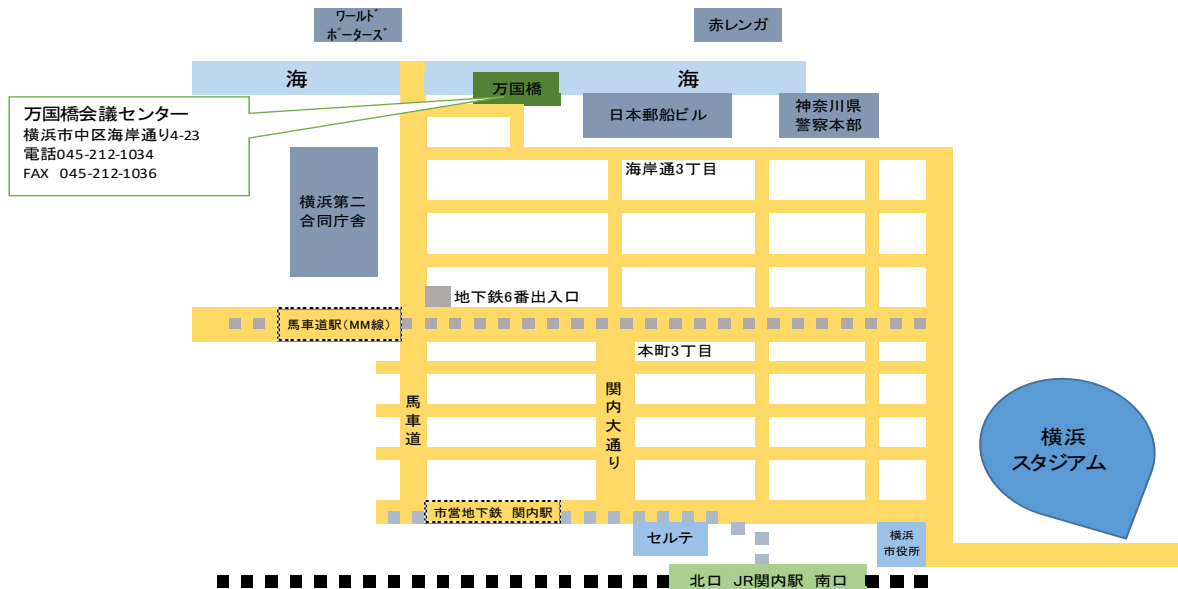 ワールド
ポーターズ
赤レンガ
海
海
万国橋
万国橋会議センター
横浜市中区海岸通り4-23
電話045-212-1034
FAX 045-212-1036
日本郵船ビル
神奈川県
警察本部
海岸通3丁目
横浜第二
合同庁舎
地下鉄6番出入口
馬車道駅(MM線)
本町3丁目
馬車道
関内大通り
横浜
スタジアム
市営地下鉄 関内駅
セルテ
横浜
市役所
北口 JR関内駅 南口